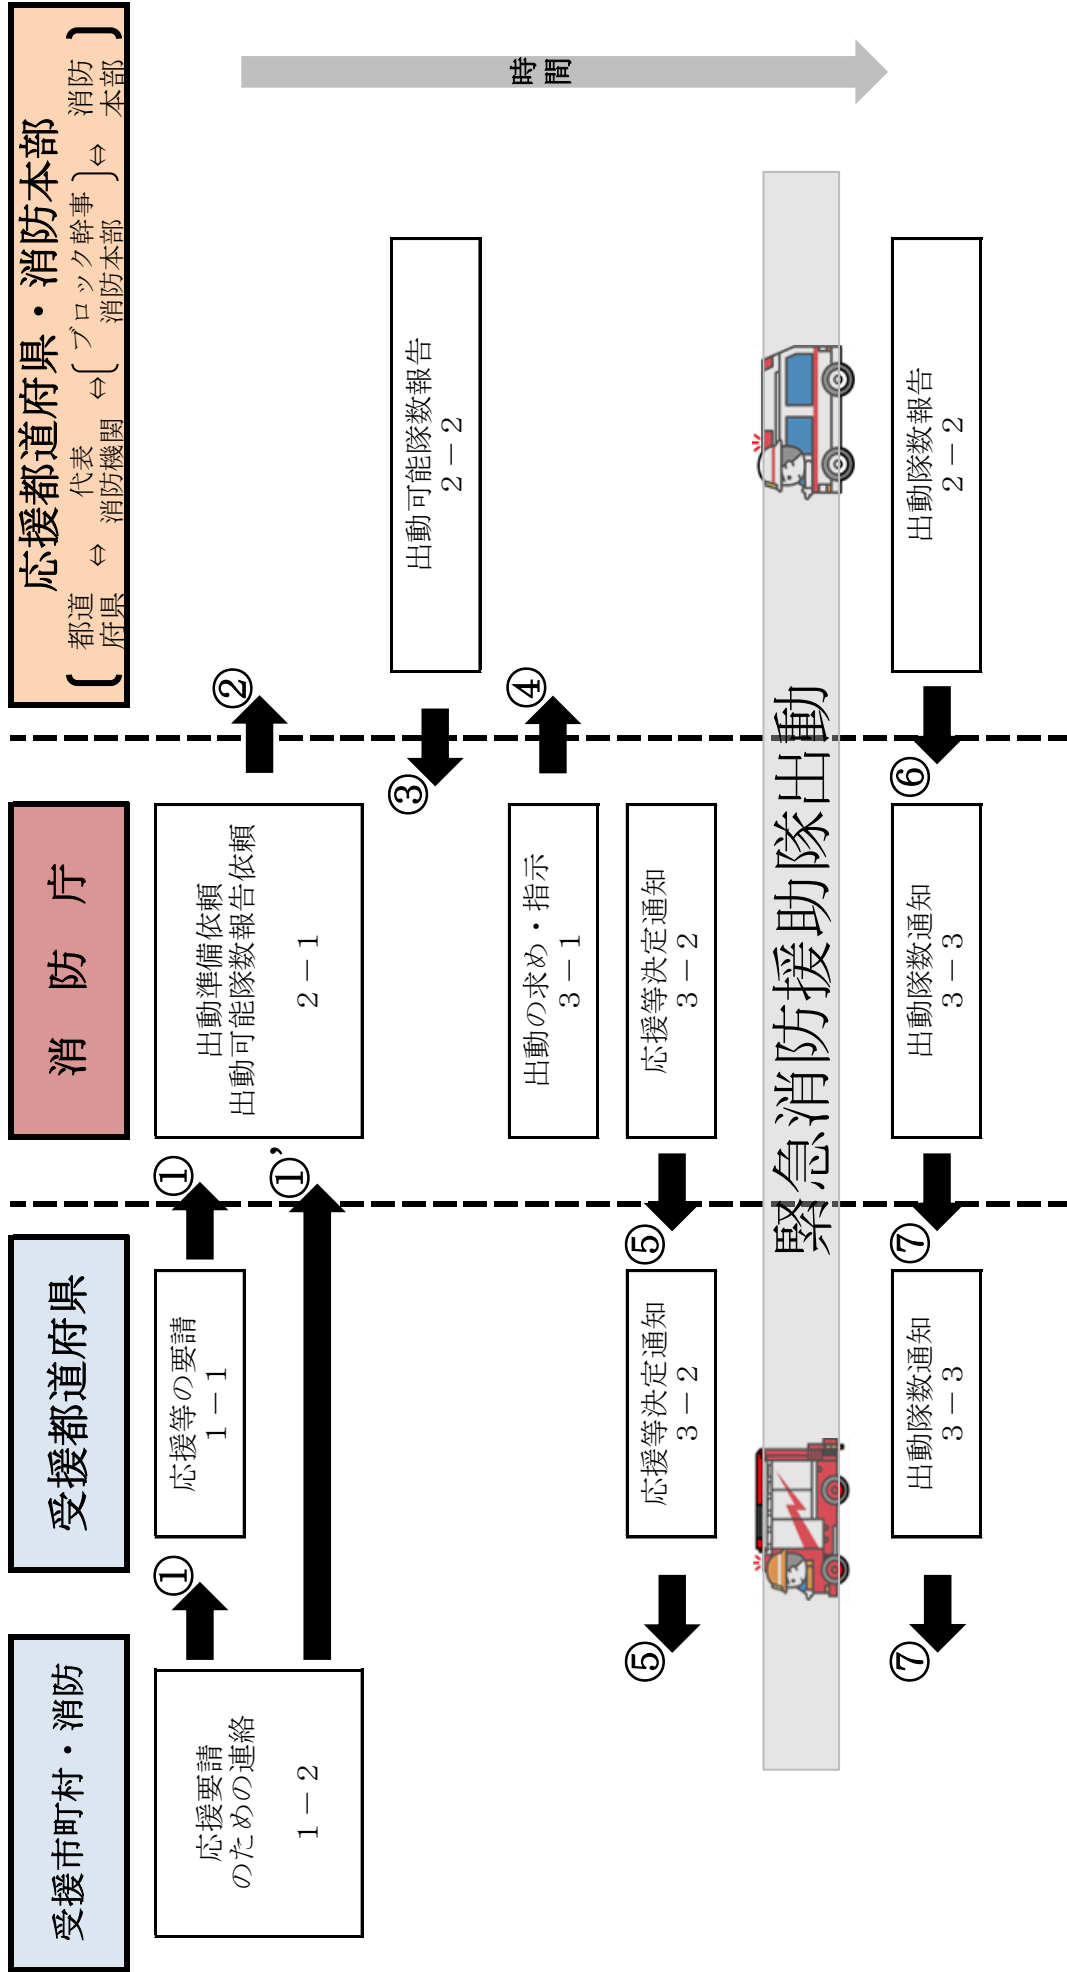 受援市町村・消防
受援都道府県
消防庁
応援都道府県・消防本部
都道
府県
⇔
代表
消防機関
⇔
ブロック幹事
消防本部
⇔
消防
本部
時間
応援要請
のための連絡
1－2
①
①’
応援等の要請
1－1
①
出動準備依頼
出動可能隊数報告依頼
2－1
②
出動可能隊数報告
2－2
③
出動の求め・指示
3－1
④
応援等決定通知
3－2
⑤
応援等決定通知
3－2
⑤
緊急消防援助隊出動
出動隊数報告
2－2
⑥
出動隊数通知
3－3
⑦
出動隊数通知
3－3
⑦